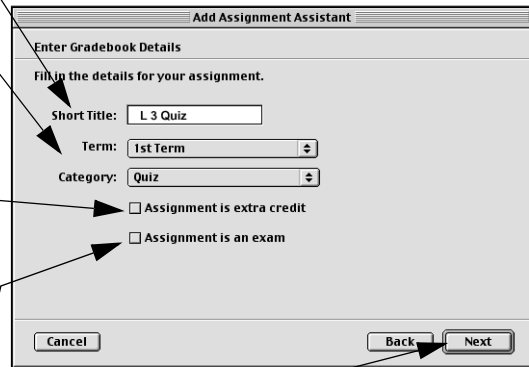 Add Assignment Assistant
Enter Gradebook Details
Fill in the details for your assignment.
Short Title: L 3 Quiz
Term: 1st Term
Category: Quiz
Assignment is extra credit
Assignment is an exam
Cancel Back Next